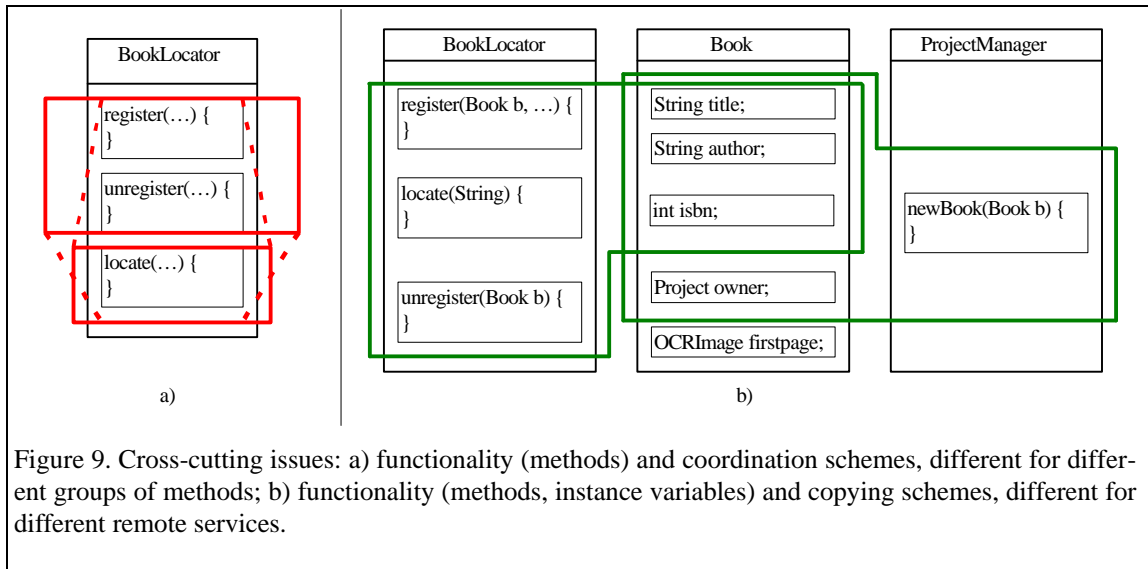 BookLocator
register(…) {
}
unregister(…) {
}
locate(…) {
}
a)
BookLocator
register(Book b, …) {
}
locate(String) {
}
unregister(Book b) {
}
Book
String title;
String author;
int isbn;
Project owner;
OCRImage firstpage;
ProjectManager
newBook(Book b) {
}
b)
Figure 9. Cross-cutting issues: a) functionality (methods) and coordination schemes, different for differ-
ent groups of methods; b) functionality (methods, instance variables) and copying schemes, different for
different remote services.